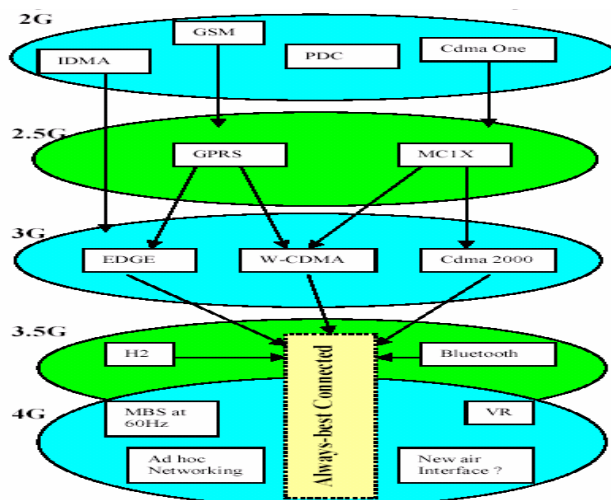 2G
GSM
IDMA
PDC
Cdma One
2.5G
GPRS
MC1X
3G
EDGE
W-CDMA
Cdma 2000
3.5G
H2
Bluetooth
Always-best Connected
4G
MBS at
60Hz
VR
Ad hoc
Networking
New air
Interface ?